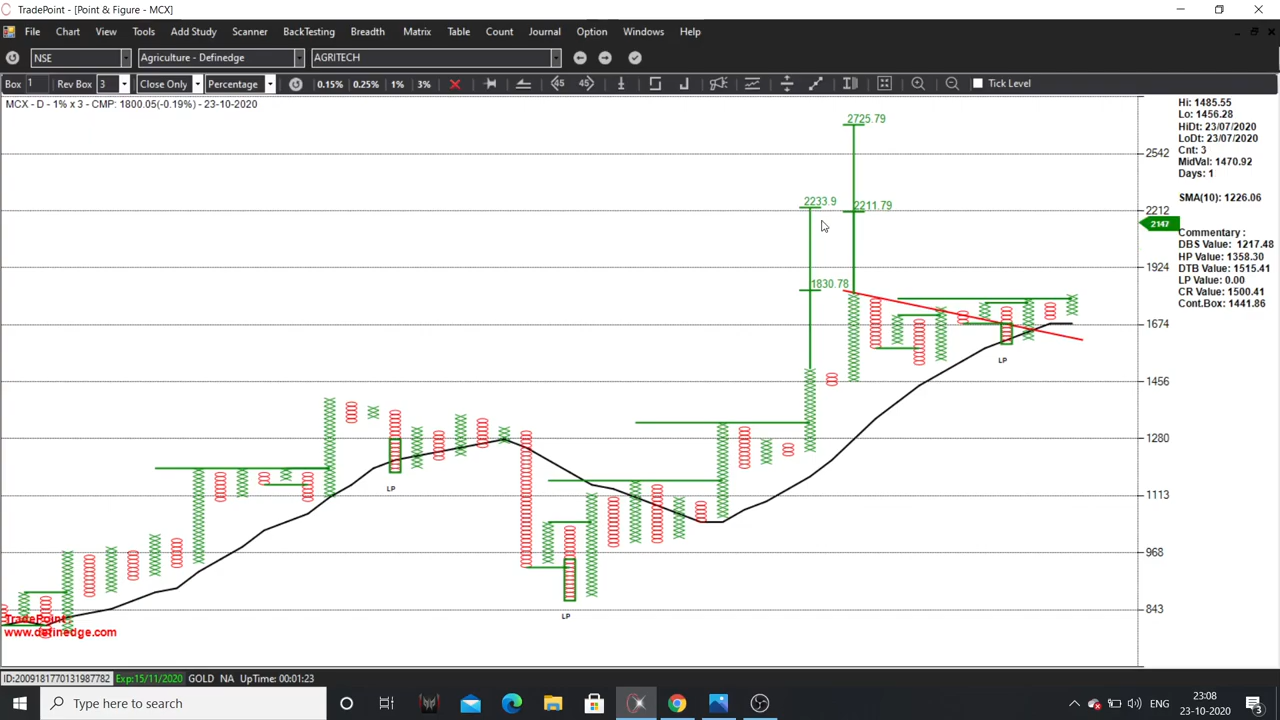 TradePoint - [Point & Figure - MCX]
File Chart View Tools Add Study Scanner BackTesting Breadth Matrix Table Count Journal Option Windows Help
NSE Agriculture - Definedge AGRITECH
Box 1 Rev Box 3 Close Only Percentage 0.15% 0.25% 1% 3% Tick Level
MCX - D - 1% x 3 - CMP: 1800.05(-0.19%) - 23-10-2020
Hi: 1485.55
Lo: 1456.28
HiDt: 23/07/2020
LoDt: 23/07/2020
Cnt: 3
MidVal: 1470.92
Days: 1
SMA(10): 1226.06
Commentary :
DBS Value: 1217.48
HP Value: 1358.30
DTB Value: 1515.41
LP Value: 0.00
CR Value: 1500.41
Cont.Box: 1441.86
2725.79
2542
2233.9
2211.79
2212
2147
1924
1830.78
1674
LP
1456
1280
LP
1113
968
843
LP
TradePoint
www.definedge.com
ID:2009181770131987782 Exp:15/11/2020 GOLD NA UpTime: 00:01:23
Type here to search
ENG
23:08
23-10-2020
3